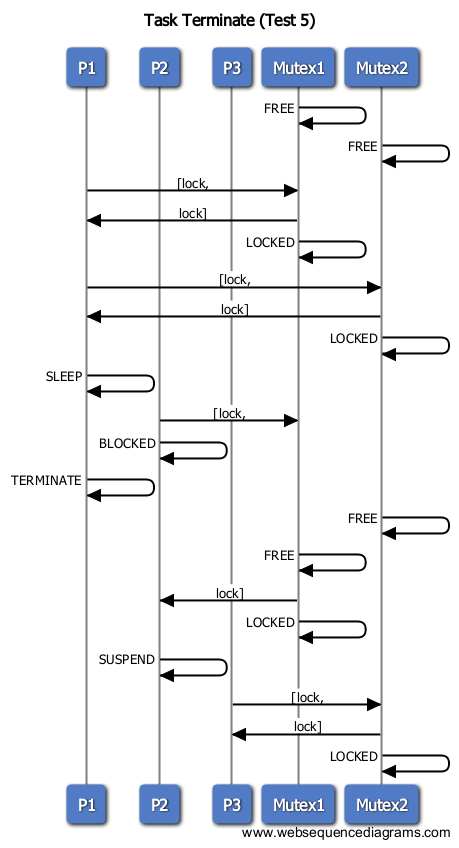 Task Terminate (Test 5)
P1 P2 P3 Mutex1 Mutex2
FREE
FREE
[lock,
lock]
LOCKED
[lock,
lock]
LOCKED
SLEEP
[lock,
BLOCKED
TERMINATE
FREE
FREE
lock]
LOCKED
SUSPEND
[lock,
lock]
LOCKED
P1 P2 P3 Mutex1 Mutex2
www.websequencediagrams.com